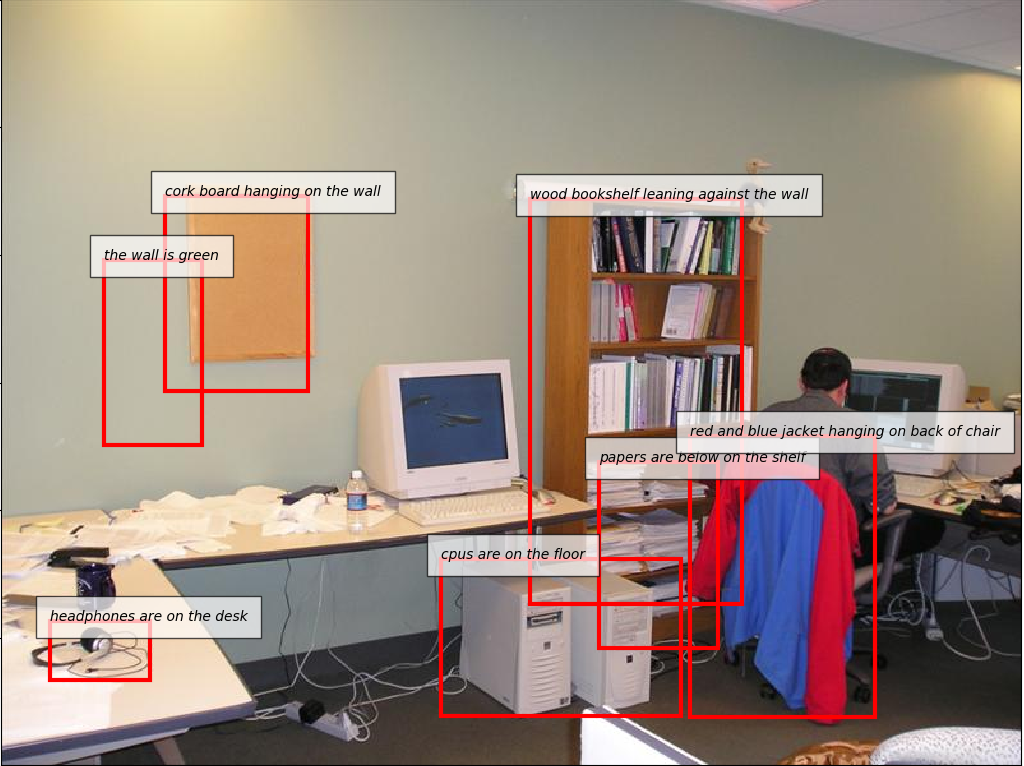 cork board hanging on the wall
wood bookshelf leaning against the wall
the wall is green
red and blue jacket hanging on back of chair
papers are below on the shelf
cpus are on the floor
headphones are on the desk